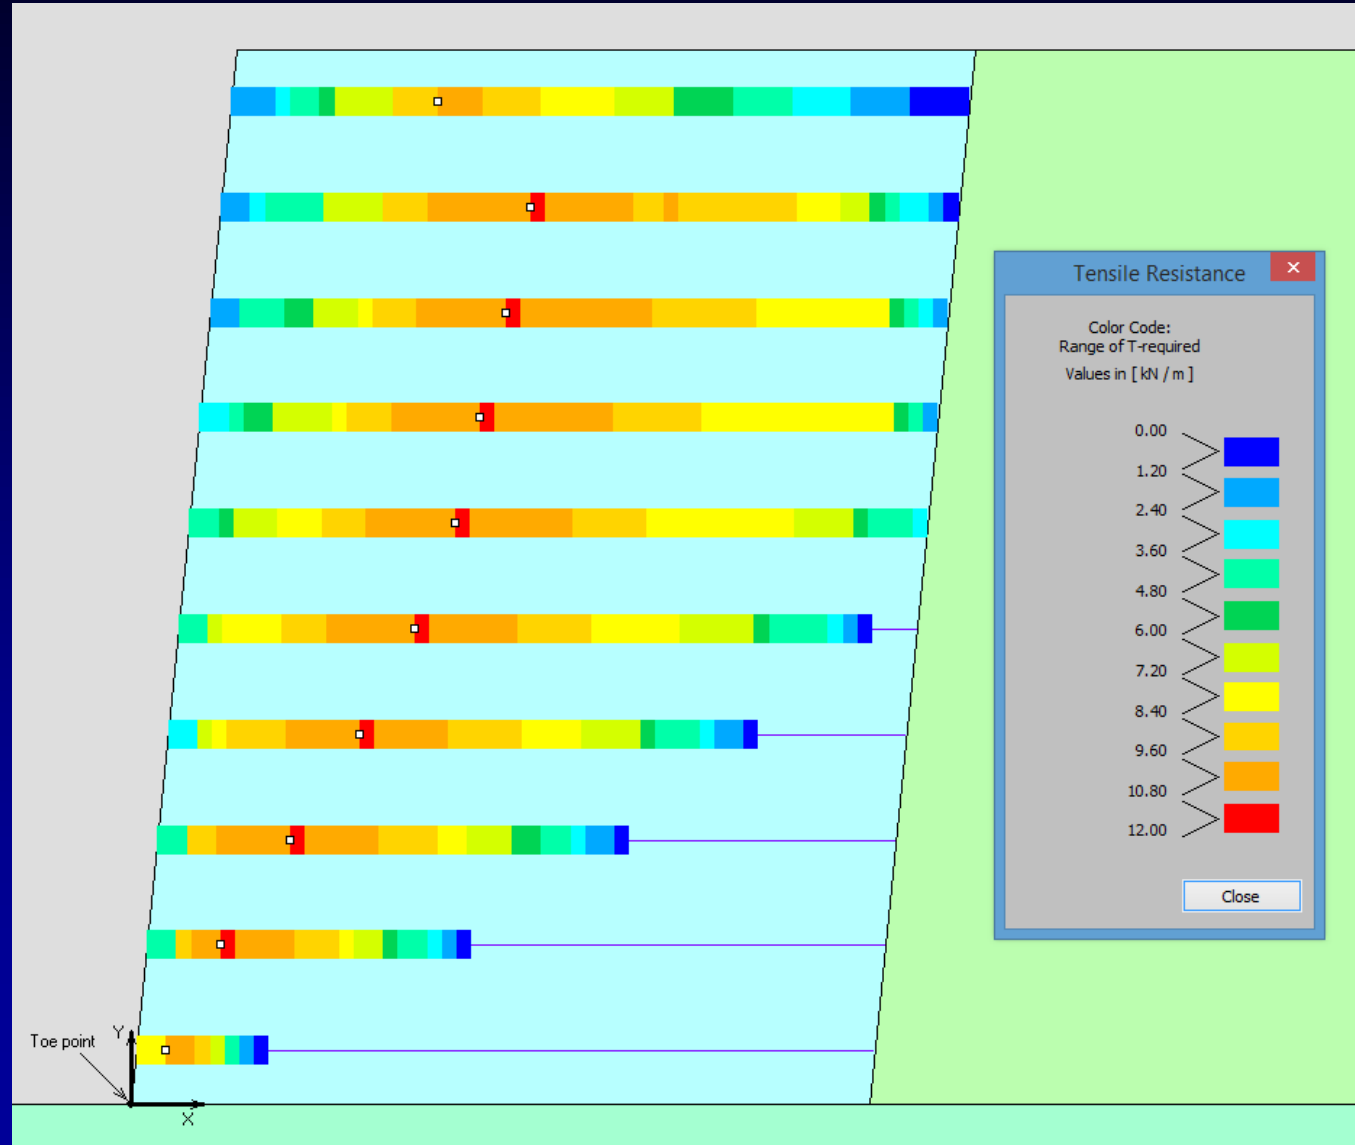 Tensile Resistance
Color Code:
Range of T-required
Values in [ kN / m ]
0.00
1.20
2.40
3.60
4.80
6.00
7.20
8.40
9.60
10.80
12.00
Close
Toe point
Y
X